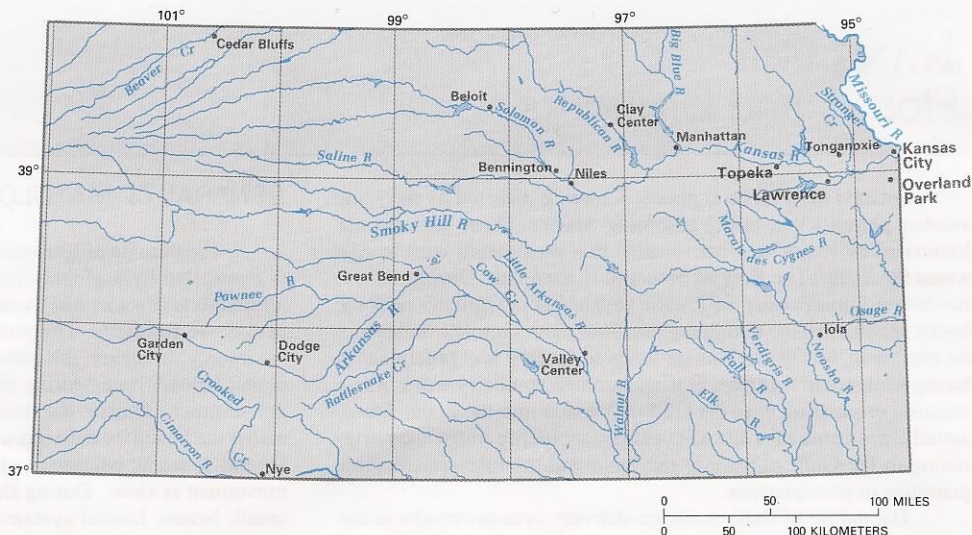 101°
99°
97°
95°
Cedar Bluffs
Beaver Cr
Big Blue R
Missouri R
Stranger Cr
Beloit
Solomon R
Republican R
Clay Center
Manhattan
Kansas R
Tonganoxie
Kansas City
39°
Saline R
Bennington
Niles
Topeka
Lawrence
Overland Park
39°
Smoky Hill R
Marais des Cygnes R
Great Bend
Pawnee R
Cow Cr
Little Arkansas R
L. Osage R
Garden City
Dodge City
Arkansas R
Rattlesnake Cr
Valley Center
Iola
Neosho R
Verdigris R
Fall R
Elk R
Walnut R
Crooked Cr
Cimarron R
37°
Nye
37°
0 50 100 MILES
0 50 100 KILOMETERS